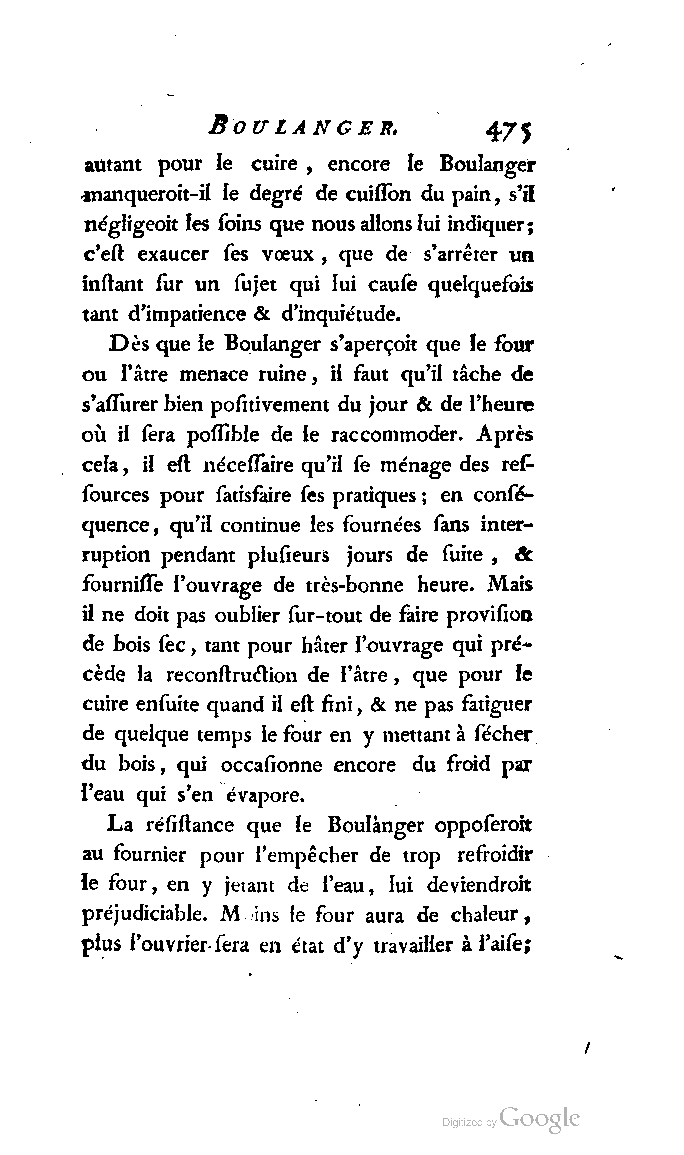 BOULANGER. 475
autant pour le cuire, encore le Boulanger
manqueroit-il le degré de cuiſſon du pain, s'il
négligeoit les ſoins que nous allons lui indiquer;
c'eſt exaucer ſes vœux, que de s'arrêter un
inſtant ſur un ſujet qui lui cauſe quelquefois
tant d'impatience & d'inquiétude.
Dès que le Boulanger s'aperçoit que le four
ou l'âtre menace ruine, il faut qu'il tâche de
s'aſſurer bien poſitivement du jour & de l'heure
où il ſera poſſible de le raccommoder. Après
cela, il eſt néceſſaire qu'il ſe ménage des reſ-
ſources pour ſatisfaire ſes pratiques; en conſé-
quence, qu'il continue les fournées ſans inter-
ruption pendant pluſieurs jours de ſuite, &
fourniſſe l'ouvrage de très-bonne heure. Mais
il ne doit pas oublier ſur-tout de faire proviſion
de bois ſec, tant pour hâter l'ouvrage qui pré-
cède la reconſtruction de l'âtre, que pour le
cuire enſuite quand il eſt fini, & ne pas fatiguer
de quelque temps le four en y mettant à ſécher
du bois, qui occaſionne encore du froid par
l'eau qui s'en évapore.
La réſiſtance que le Boulanger oppoſeroit
au fournier pour l'empêcher de trop refroidir
le four, en y jetant de l'eau, lui deviendroit
préjudiciable. M ins le four aura de chaleur,
plus l'ouvrier ſera en état d'y travailler à l'aiſe;
Digitized by Google